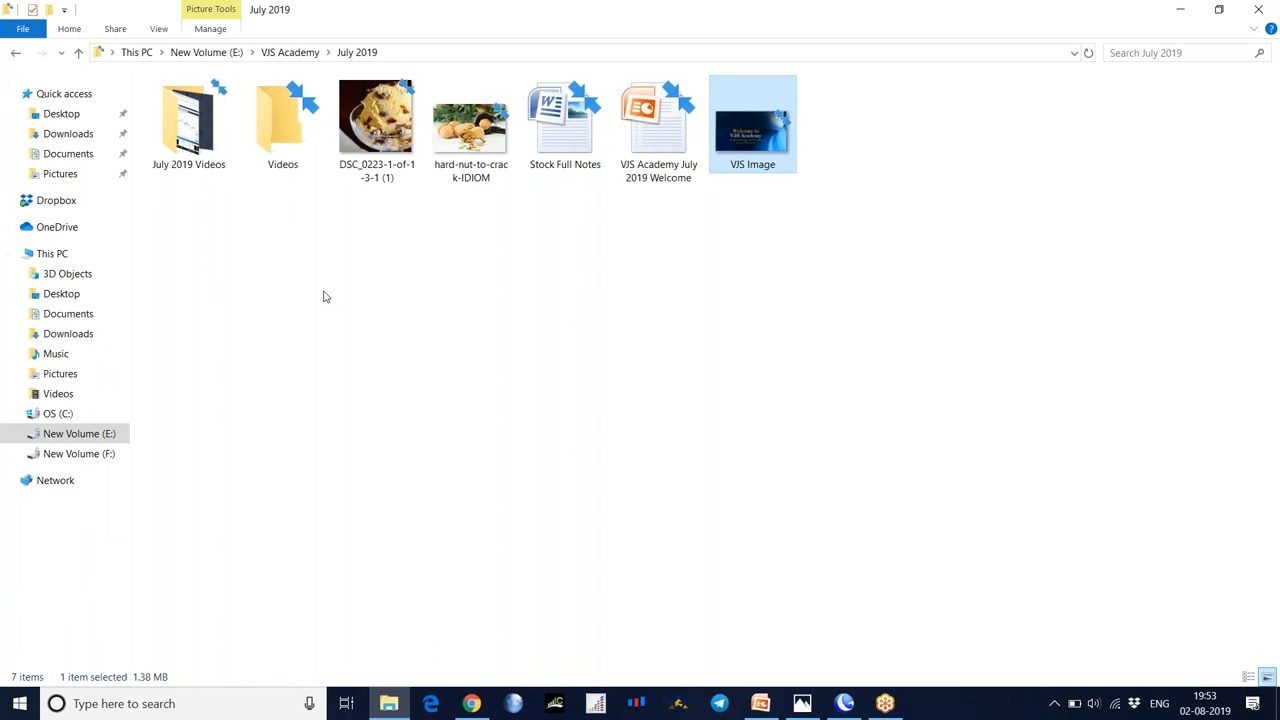 Picture Tools
July 2019
File
Home
Share
View
Manage
This PC
New Volume (E:)
VJS Academy
July 2019
Search July 2019
Quick access
Desktop
Downloads
Documents
Pictures
Dropbox
OneDrive
This PC
3D Objects
Desktop
Documents
Downloads
Music
Pictures
Videos
OS (C:)
New Volume (E:)
New Volume (F:)
Network
July 2019 Videos
Videos
DSC_0223-1-of-1
-3-1 (1)
hard-nut-to-crac
k-IDIOM
Stock Full Notes
VJS Academy July
2019 Welcome
Welcome to
VJS Academy
VJS Image
7 items
1 item selected 1.38 MB
Type here to search
ENG
19:53
02-08-2019